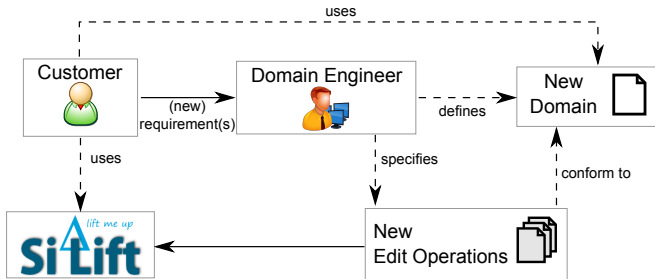 uses
Customer
Domain Engineer
New
Domain
(new)
requirement(s)
defines
uses
specifies
conform to
lift me up
SiLift
New
Edit Operations